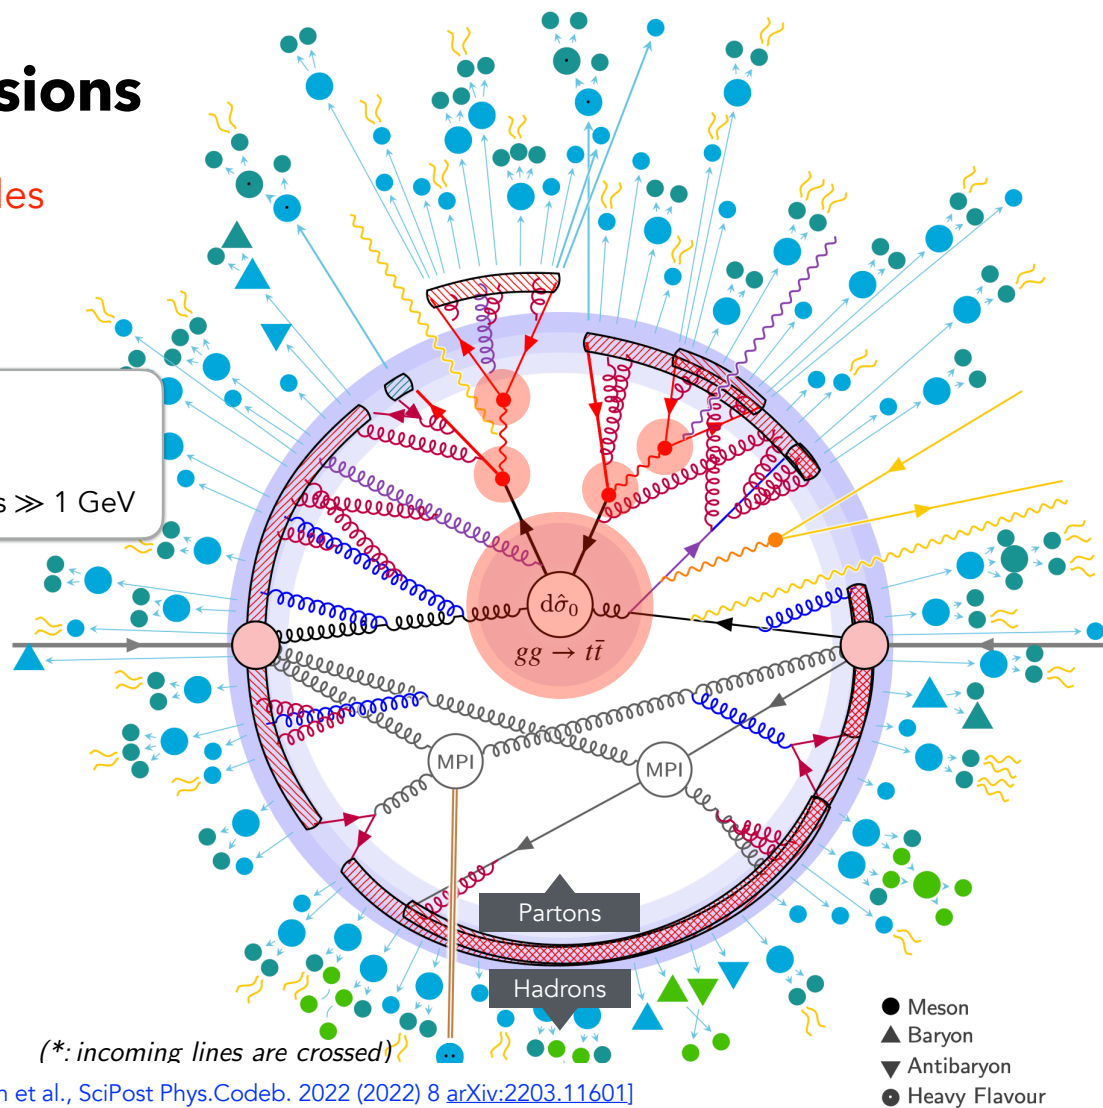 sions
les
s ≫ 1 GeV
dσ̂₀
gg → tt̄
MPI
MPI
Partons
Hadrons
Meson
Baryon
Antibaryon
Heavy Flavour
(*: incoming lines are crossed)
n et al., SciPost Phys.Codeb. 2022 (2022) 8 arXiv:2203.11601]